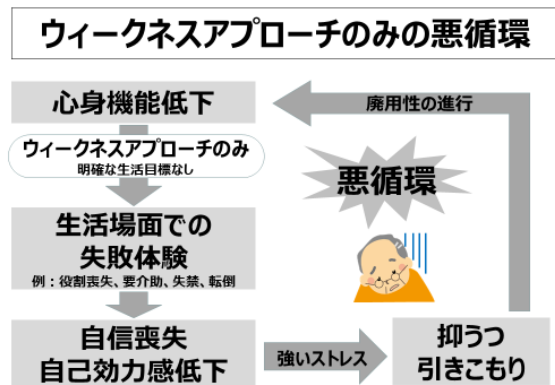 ウィークネスアプローチのみの悪循環
心身機能低下
廃用性の進行
ウィークネスアプローチのみ
明確な生活目標なし
悪循環
生活場面での
失敗体験
例：役割喪失、要介助、失禁、転倒
自信喪失
自己効力感低下
強いストレス
抑うつ
引きこもり